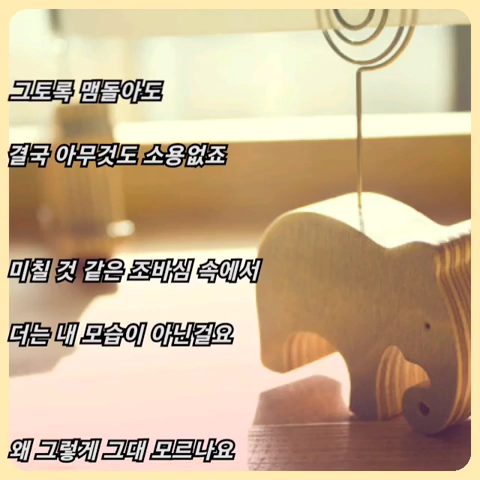 그토록 맴돌아도
결국 아무것도 소용없죠
미칠 것 같은 조바심 속에서
더는 내 모습이 아닌걸요
왜 그렇게 그대 모르나요